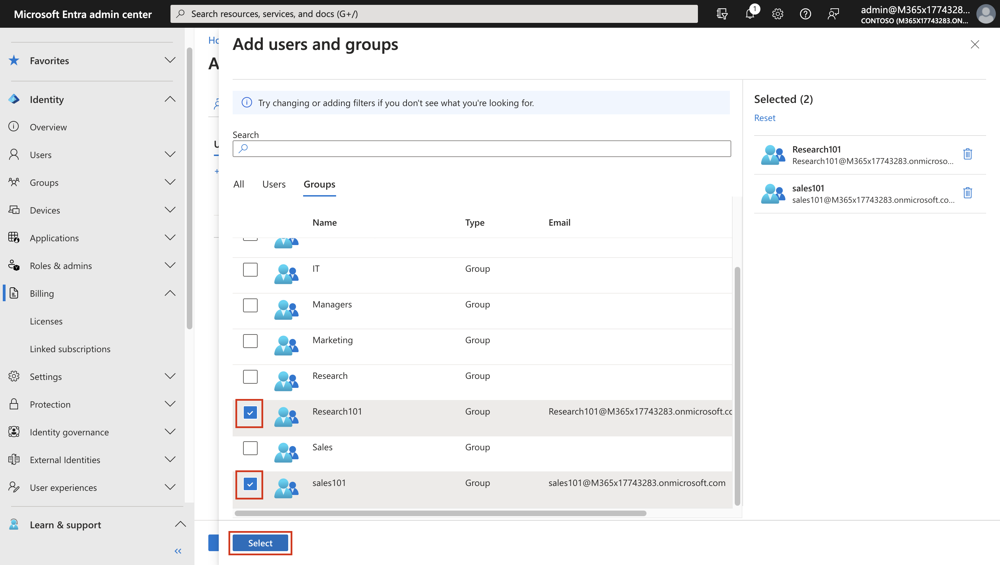 Microsoft Entra admin center
Search resources, services, and docs (G+/)
1
admin@M365x1774328...
CONTOSO (M365X17743283.ON...
Favorites
Identity
Overview
Users
Groups
Devices
Applications
Roles & admins
Billing
Licenses
Linked subscriptions
Settings
Protection
Identity governance
External Identities
User experiences
Learn & support
Add users and groups
Try changing or adding filters if you don't see what you're looking for.
Search
All Users Groups
Name Type Email
IT Group
Managers Group
Marketing Group
Research Group
Research101 Group Research101@M365x17743283.onmicrosoft.cc
Sales Group
sales101 Group sales101@M365x17743283.onmicrosoft.com
Select
Selected (2)
Reset
Research101
Research101@M365x17743283.onmicroso...
sales101
sales101@M365x17743283.onmicrosoft.co...